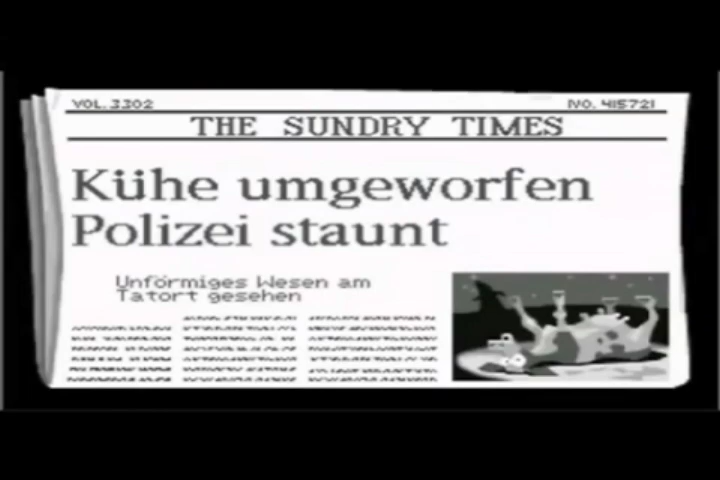 VOL. 3302
NO. 415721
THE SUNDRY TIMES
Kühe umgeworfen
Polizei staunt
Unförmiges Wesen am
Tatort gesehen